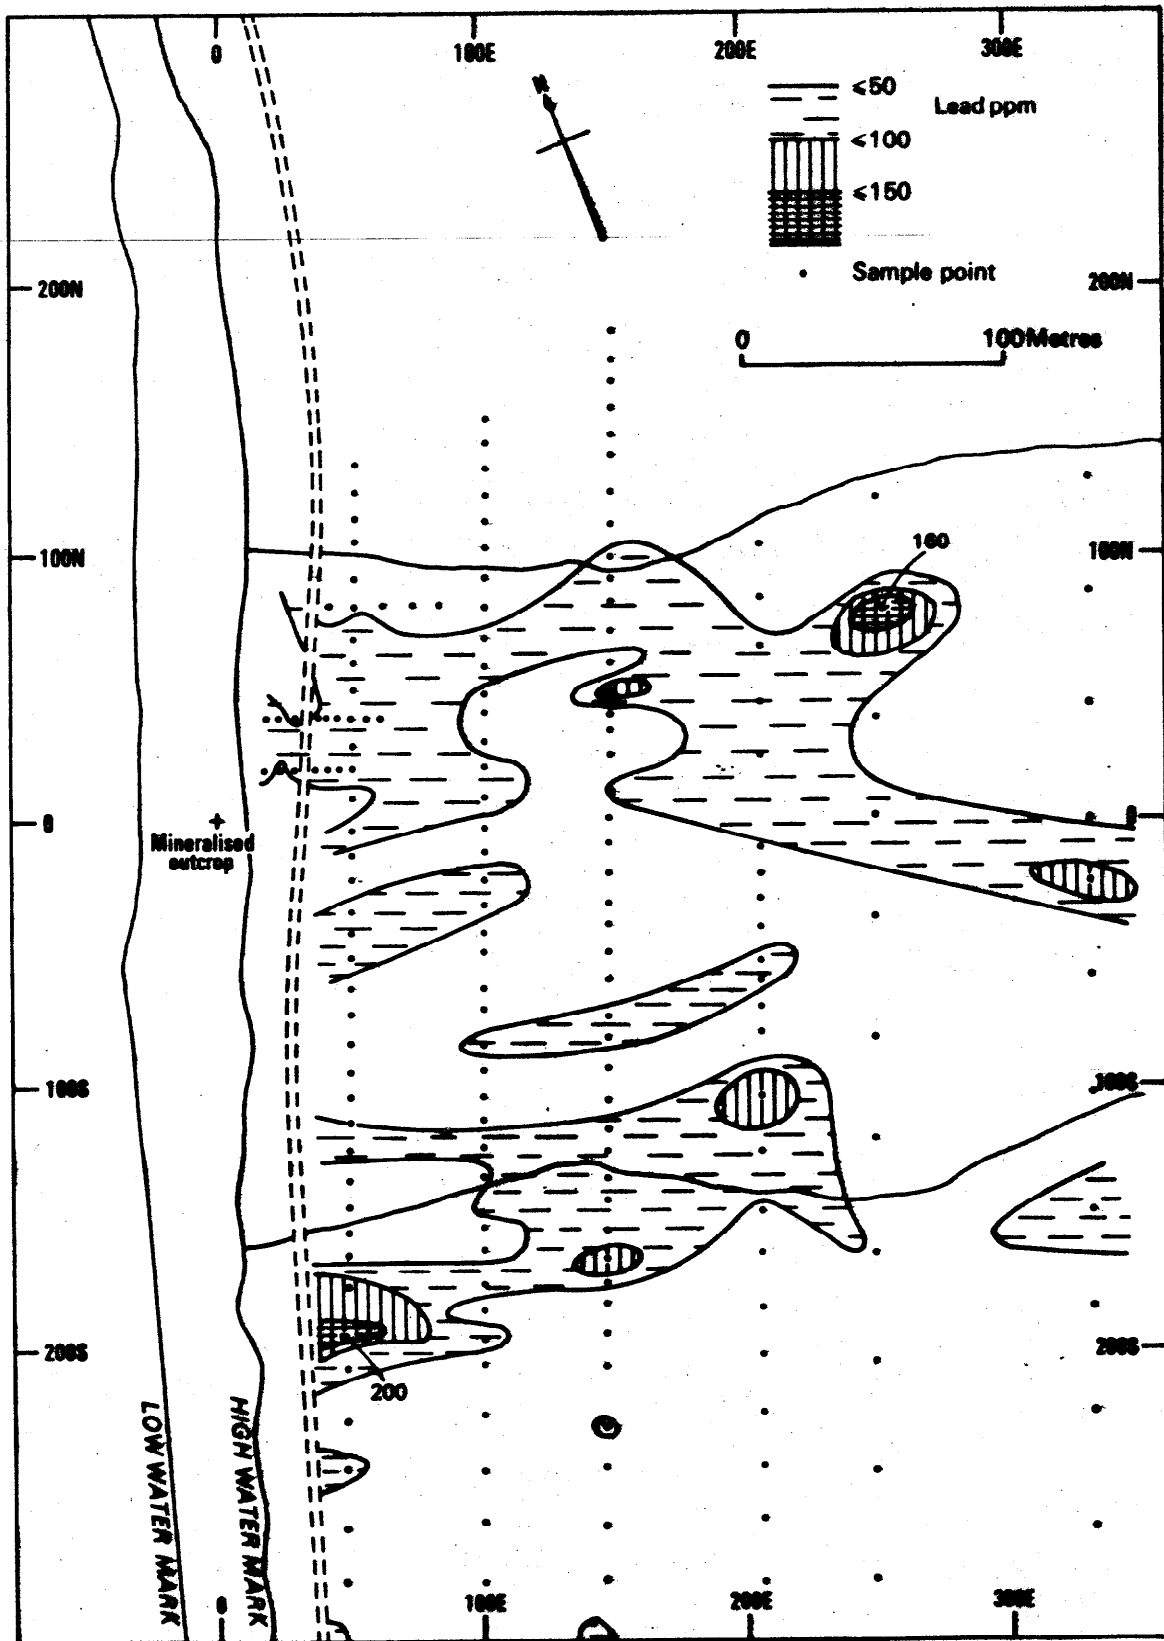 0
100E
200E
300E
N
≤50
Lead ppm
≤100
≤150
Sample point
200N
200N
0
100Metres
100N
100N
160
0
0
Mineralised
outcrop
100S
100S
200S
200S
200
LOW WATER MARK
HIGH WATER MARK
0
100E
200E
300E